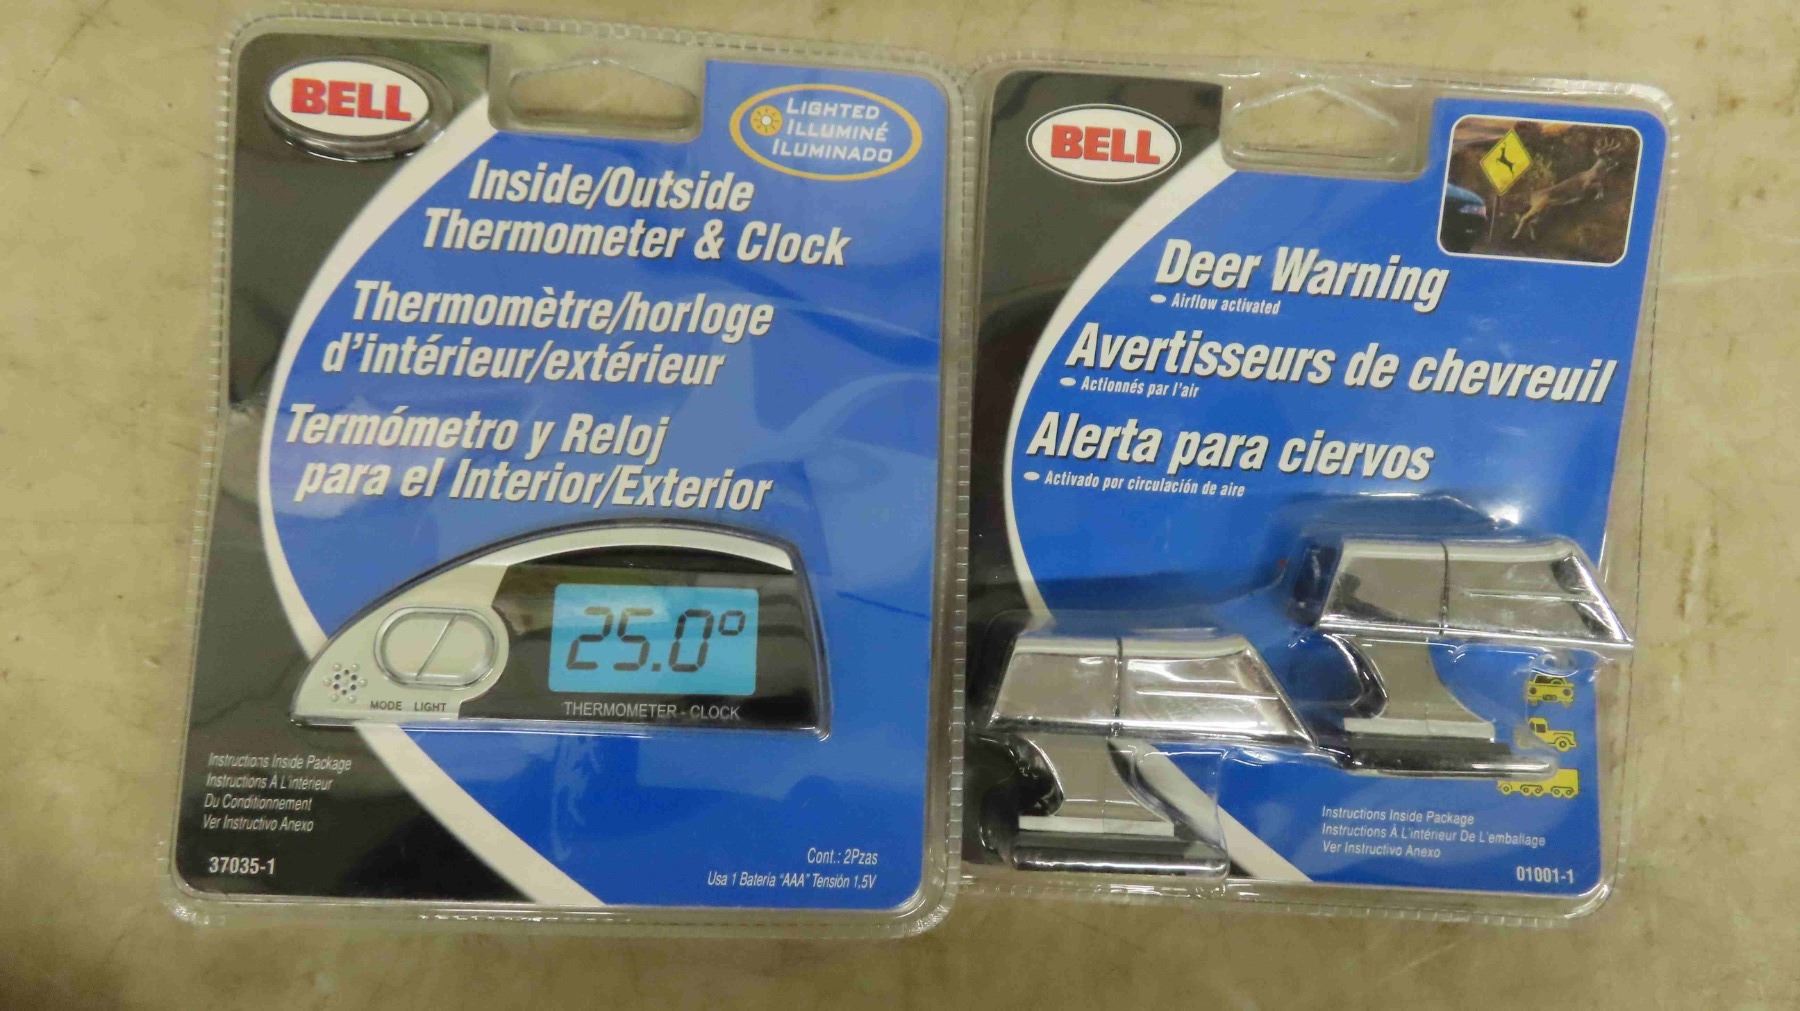 BELL
LIGHTED
ILLUMINÉ
ILUMINADO
Inside/Outside
Thermometer & Clock
Thermomètre/horloge
d'intérieur/extérieur
Termómetro y Reloj
para el Interior/Exterior
25.0°
MODE LIGHT
THERMOMETER - CLOCK
Instructions Inside Package
Instructions À L'intérieur
Du Conditionnement
Ver Instructivo Anexo
37035-1
Cont.: 2Pzas
Usa 1 Bateria "AAA" Tensión 1,5V
BELL
Deer Warning
Airflow activated
Avertisseurs de chevreuil
Actionnés par l'air
Alerta para ciervos
Activado por circulación de aire
Instructions Inside Package
Instructions À L'intérieur De L'emballage
Ver Instructivo Anexo
01001-1